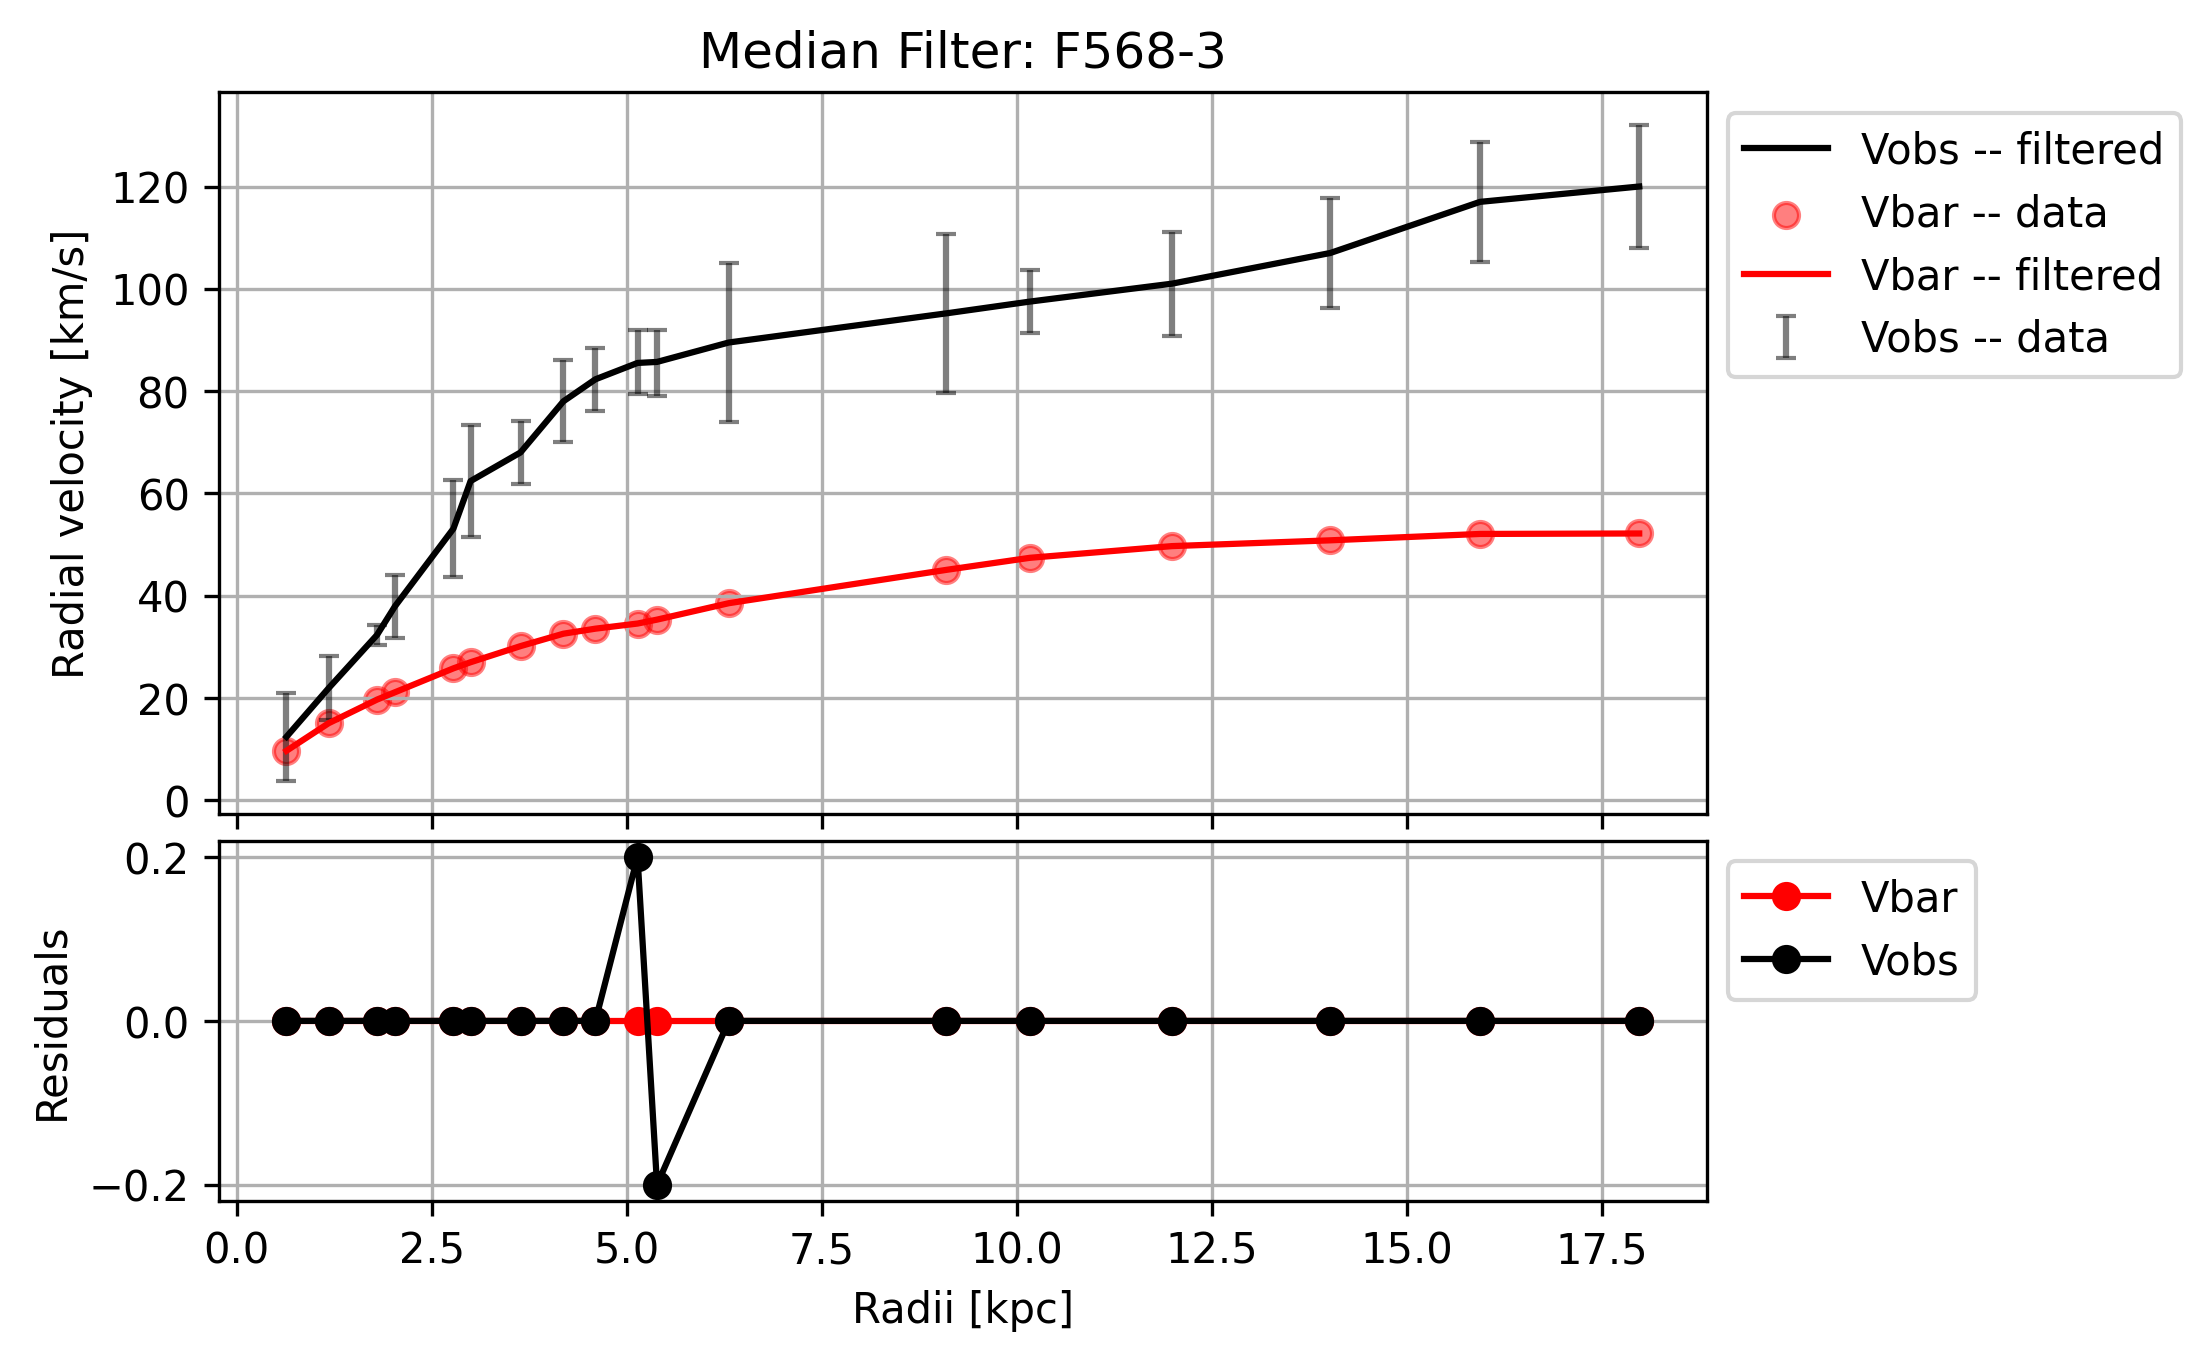 Median Filter: F568-3
Radial velocity [km/s]
120
100
80
60
40
20
0
Vobs -- filtered
Vbar -- data
Vbar -- filtered
Vobs -- data
Residuals
0.2
0.0
−0.2
Vbar
Vobs
0.0 2.5 5.0 7.5 10.0 12.5 15.0 17.5
Radii [kpc]